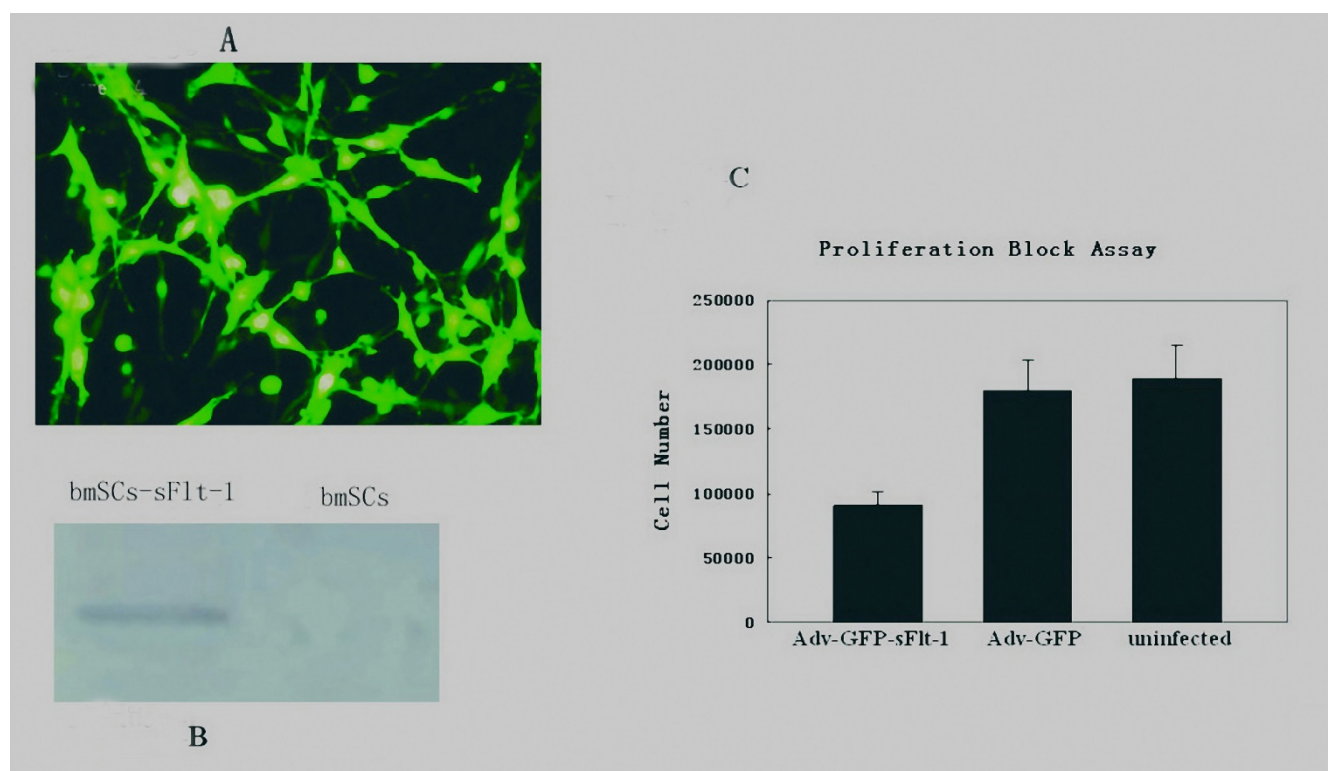 A
bmSCs-sFlt-1 bmSCs
B
C
Proliferation Block Assay
Cell Number
250000
200000
150000
100000
50000
0
Adv-GFP-sFlt-1 Adv-GFP uninfected